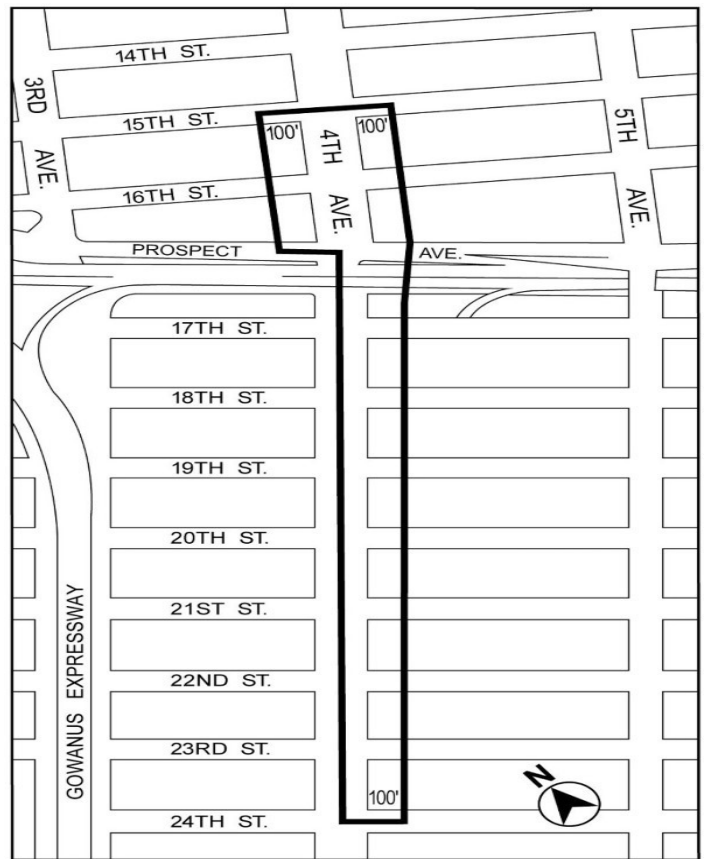 14TH ST.
3RD AVE.
15TH ST.
100'
4TH AVE.
100'
5TH AVE.
16TH ST.
PROSPECT AVE.
17TH ST.
18TH ST.
19TH ST.
20TH ST.
21ST ST.
GOWANUS EXPRESSWAY
22ND ST.
23RD ST.
N
100'
24TH ST.